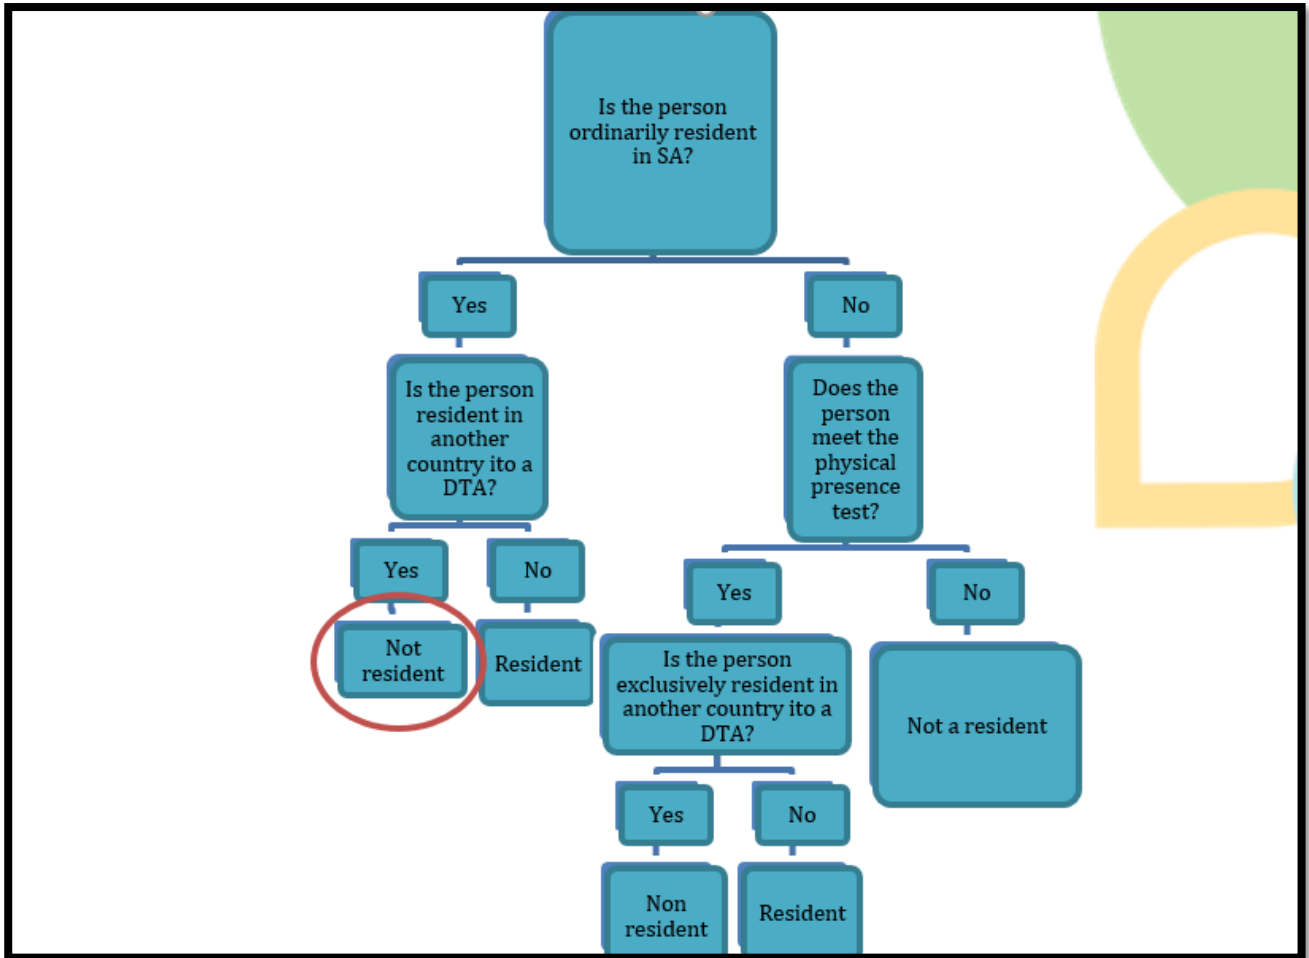 Is the person
ordinarily resident
in SA?
Yes
No
Is the person
resident in
another
country ito a
DTA?
Does the
person
meet the
physical
presence
test?
Yes
No
Yes
No
Not
resident
Resident
Is the person
exclusively resident in
another country ito a
DTA?
Not a resident
Yes
No
Non
resident
Resident